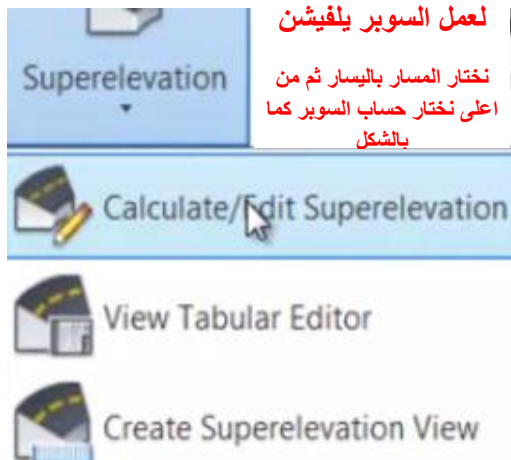 لعمل السوبر يلفيشن
نختار المسار باليسار ثم من
اعلى نختار حساب السوبر كما
بالشكل
Superelevation
Calculate/Edit Superelevation
View Tabular Editor
Create Superelevation View